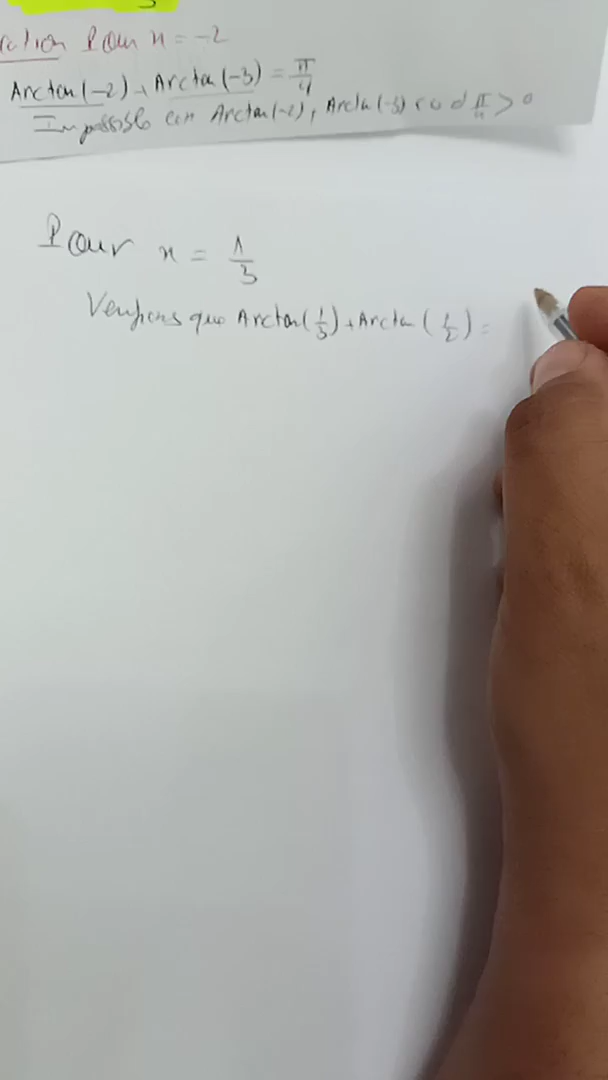 Pour x = -2
Arctan(-2) + Arctan(-3) = π/4
Impossible car Arctan(-2), Arctan(-3) < 0 et π/4 > 0
Pour x = 1/3
Verifions que Arctan(1/3) + Arctan(1/2) =